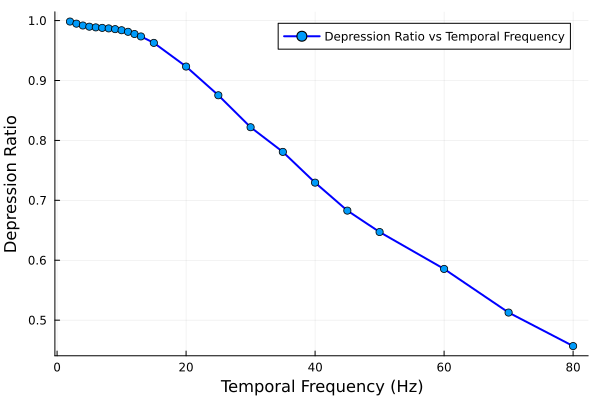 1.0
Depression Ratio vs Temporal Frequency
0.9
0.8
0.7
0.6
0.5
Depression Ratio
0 20 40 60 80
Temporal Frequency (Hz)